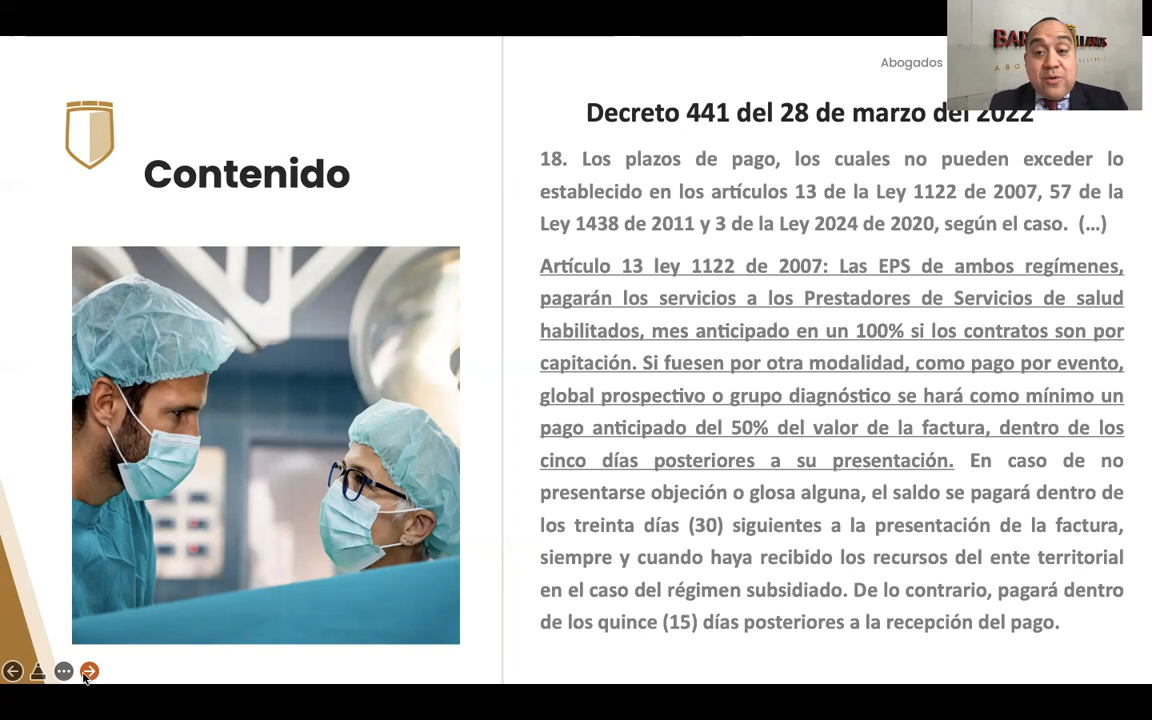 Abogados
Decreto 441 del 28 de marzo del 2022
Contenido
18. Los plazos de pago, los cuales no pueden exceder lo
establecido en los artículos 13 de la Ley 1122 de 2007, 57 de la
Ley 1438 de 2011 y 3 de la Ley 2024 de 2020, según el caso. (...)
Artículo 13 ley 1122 de 2007: Las EPS de ambos regímenes,
pagarán los servicios a los Prestadores de Servicios de salud
habilitados, mes anticipado en un 100% si los contratos son por
capitación. Si fuesen por otra modalidad, como pago por evento,
global prospectivo o grupo diagnóstico se hará como mínimo un
pago anticipado del 50% del valor de la factura, dentro de los
cinco días posteriores a su presentación. En caso de no
presentarse objeción o glosa alguna, el saldo se pagará dentro de
los treinta días (30) siguientes a la presentación de la factura,
siempre y cuando haya recibido los recursos del ente territorial
en el caso del régimen subsidiado. De lo contrario, pagará dentro
de los quince (15) días posteriores a la recepción del pago.